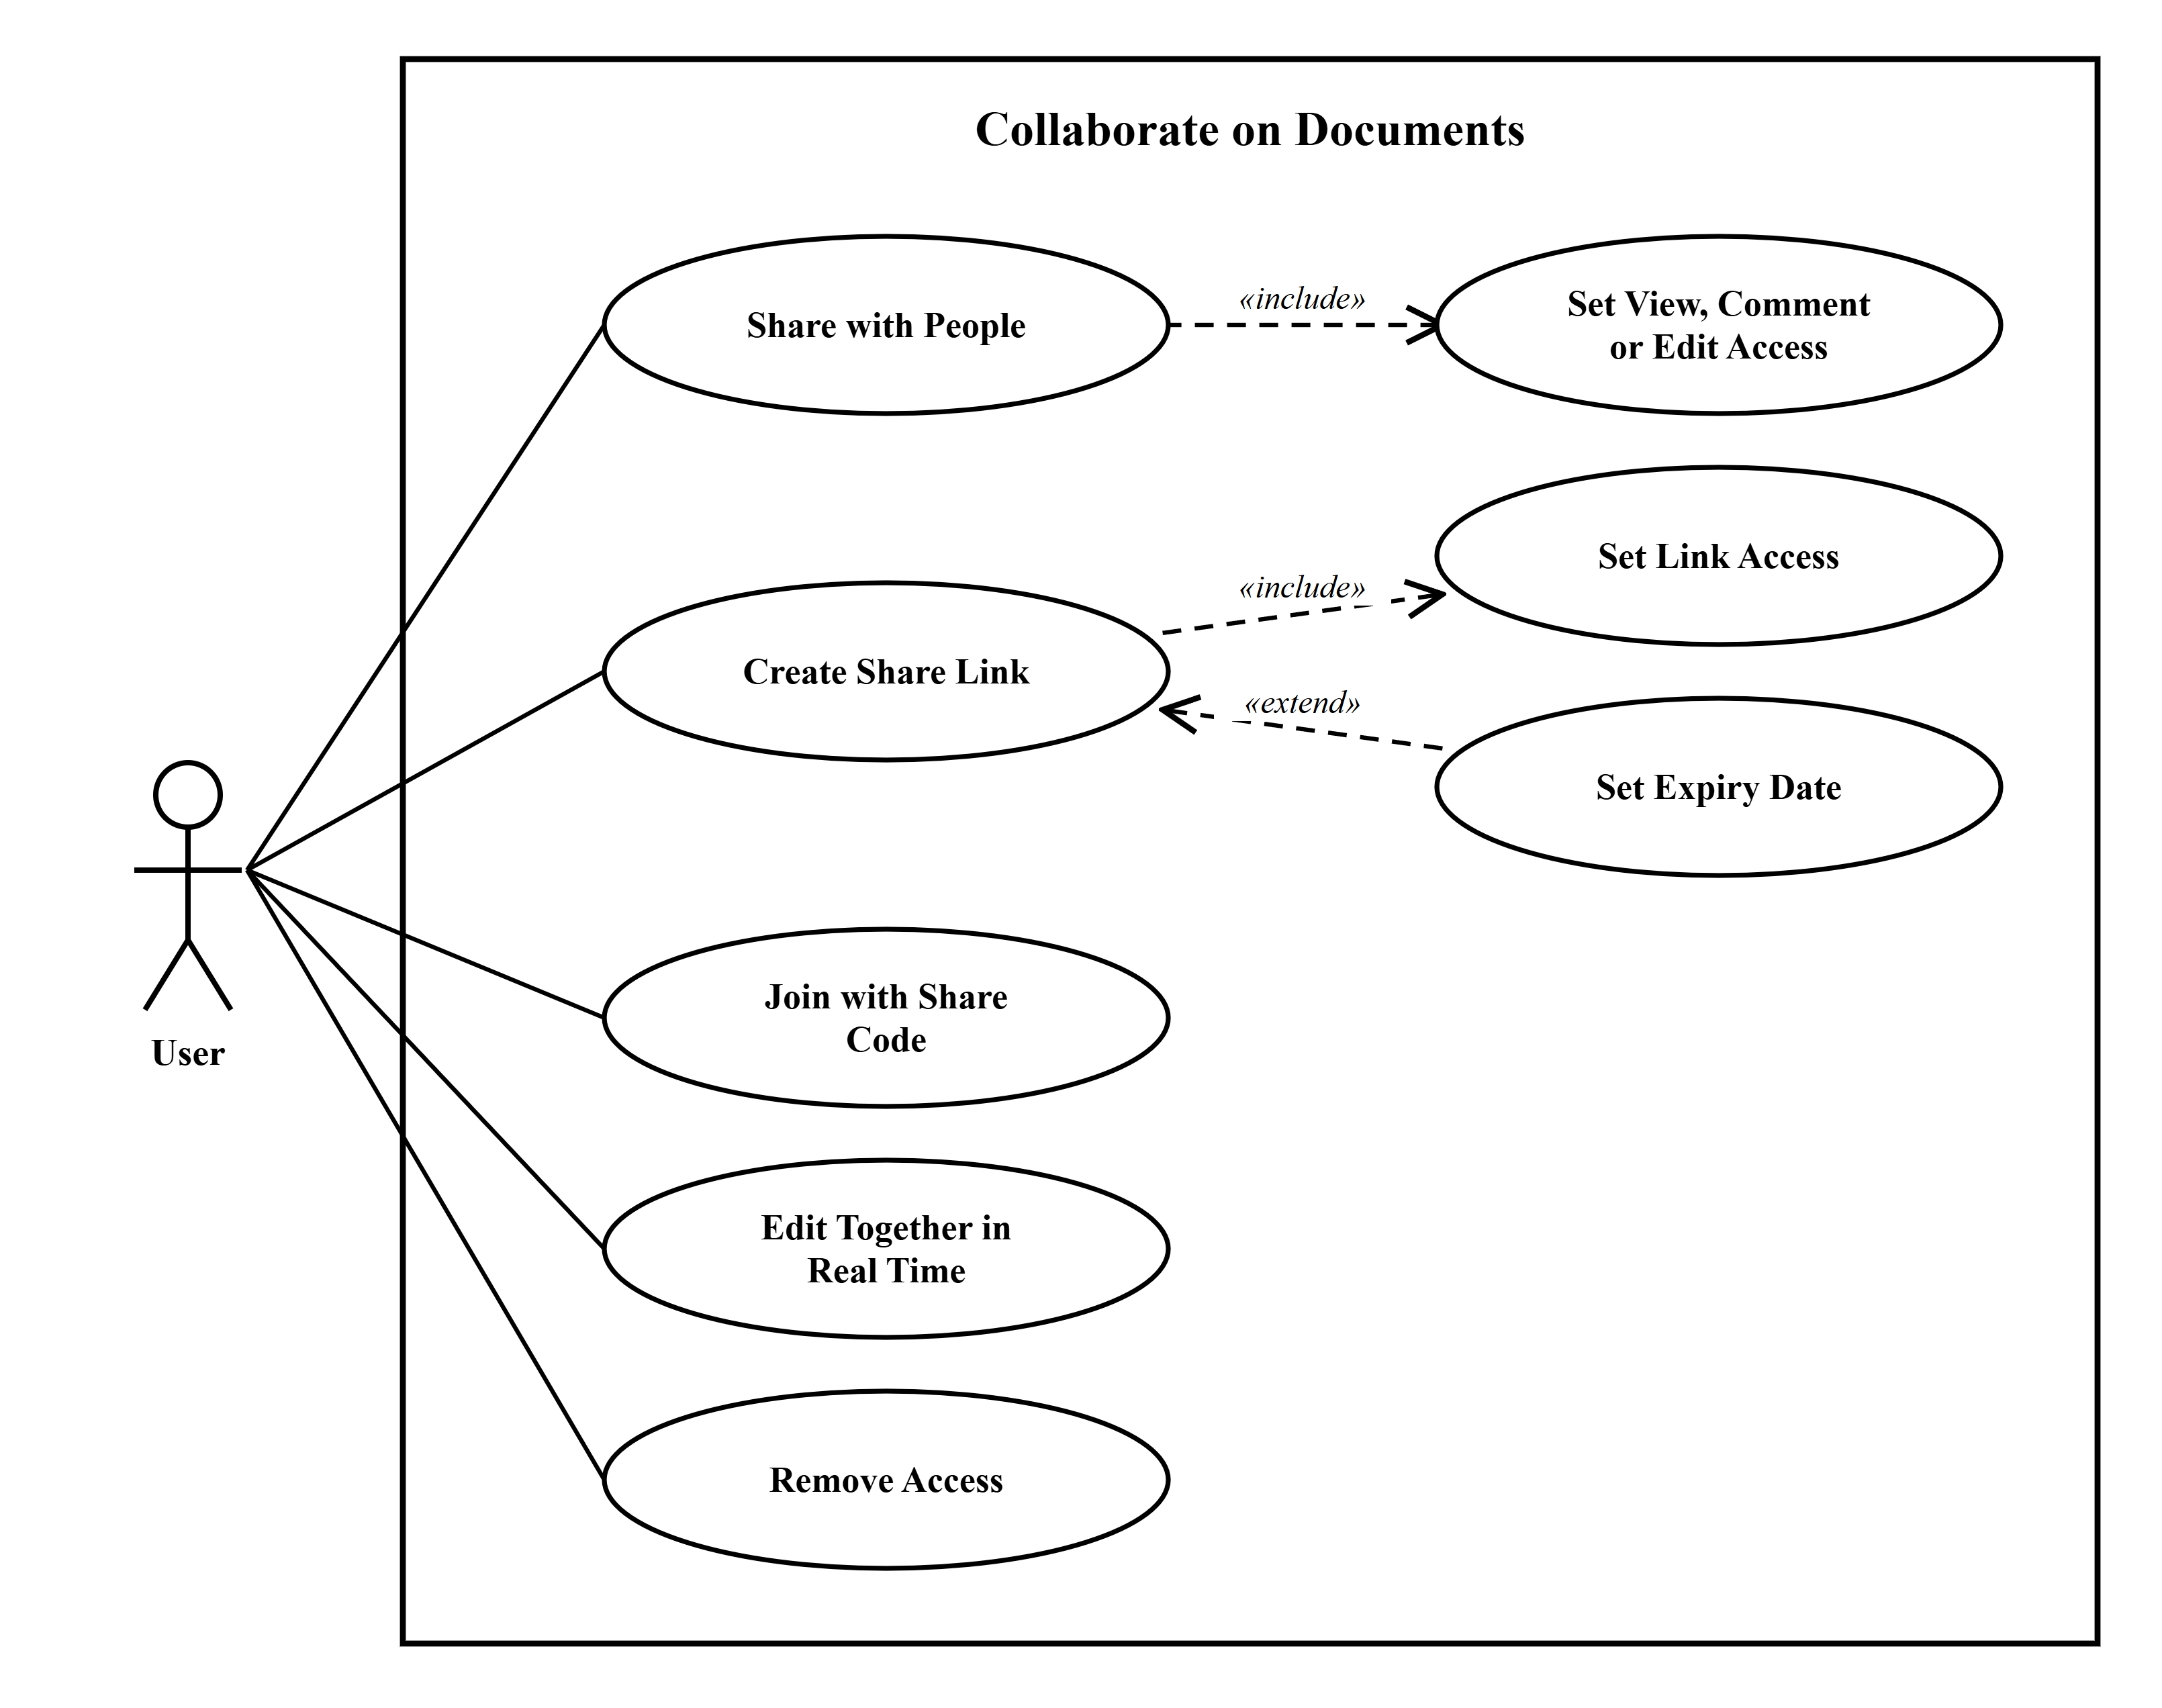 Collaborate on Documents
Share with People
«include»
Set View, Comment
or Edit Access
Set Link Access
«include»
Create Share Link
«extend»
Set Expiry Date
Join with Share
Code
User
Edit Together in
Real Time
Remove Access